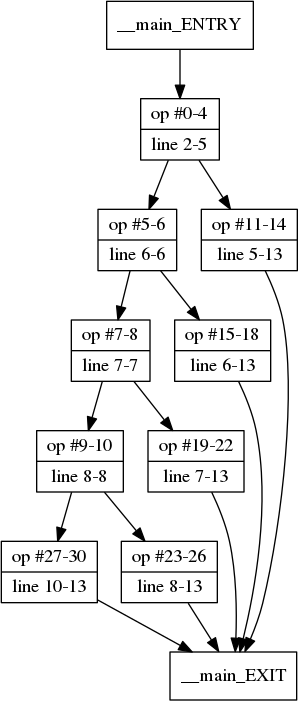 __main_ENTRY
op #0-4
line 2-5
op #5-6
line 6-6
op #11-14
line 5-13
op #7-8
line 7-7
op #15-18
line 6-13
op #9-10
line 8-8
op #19-22
line 7-13
op #27-30
line 10-13
op #23-26
line 8-13
__main_EXIT